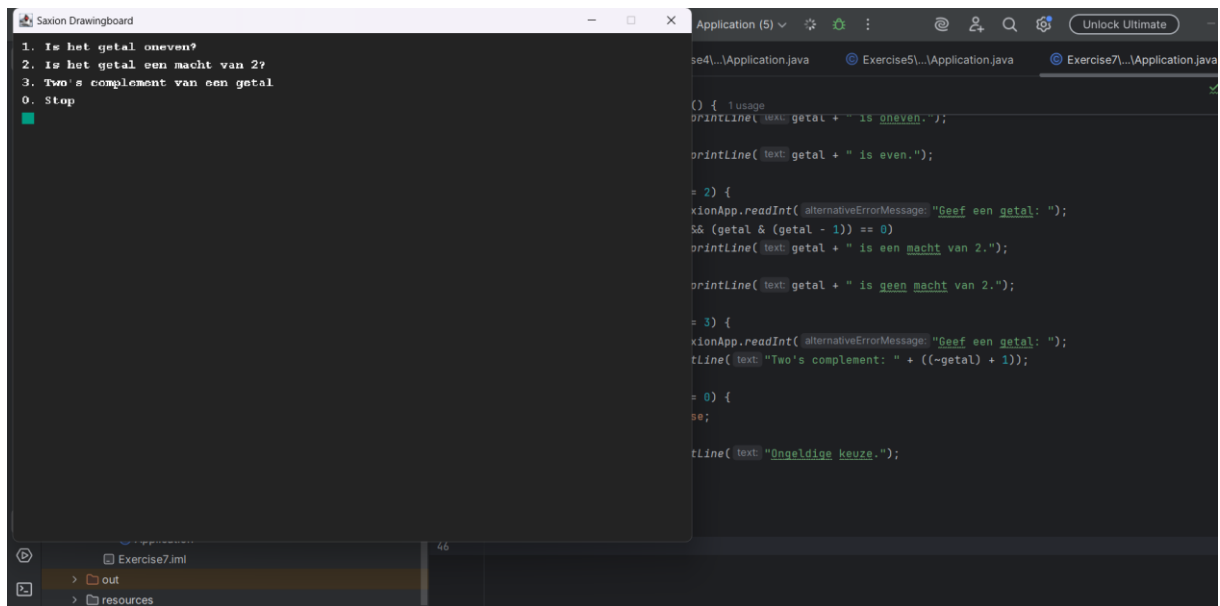 Saxion Drawingboard
1. Is het getal oneven?
2. Is het getal een macht van 2?
3. Two's complement van een getal
0. Stop
Application (5)
Unlock Ultimate
se4\...\Application.java
Exercise5\...\Application.java
Exercise7\...\Application.java
() { 1 usage
printLine( text: getal + " is oneven.");
printLine( text: getal + " is even.");
= 2) {
xionApp.readInt( alternativeErrorMessage: "Geef een getal: ");
&& (getal & (getal - 1)) == 0)
printLine( text: getal + " is een macht van 2.");
printLine( text: getal + " is geen macht van 2.");
= 3) {
xionApp.readInt( alternativeErrorMessage: "Geef een getal: ");
tLine( text: "Two's complement: " + ((~getal) + 1));
= 0) {
se;
tLine( text: "Ongeldige keuze.");
46
Exercise7.iml
out
resources